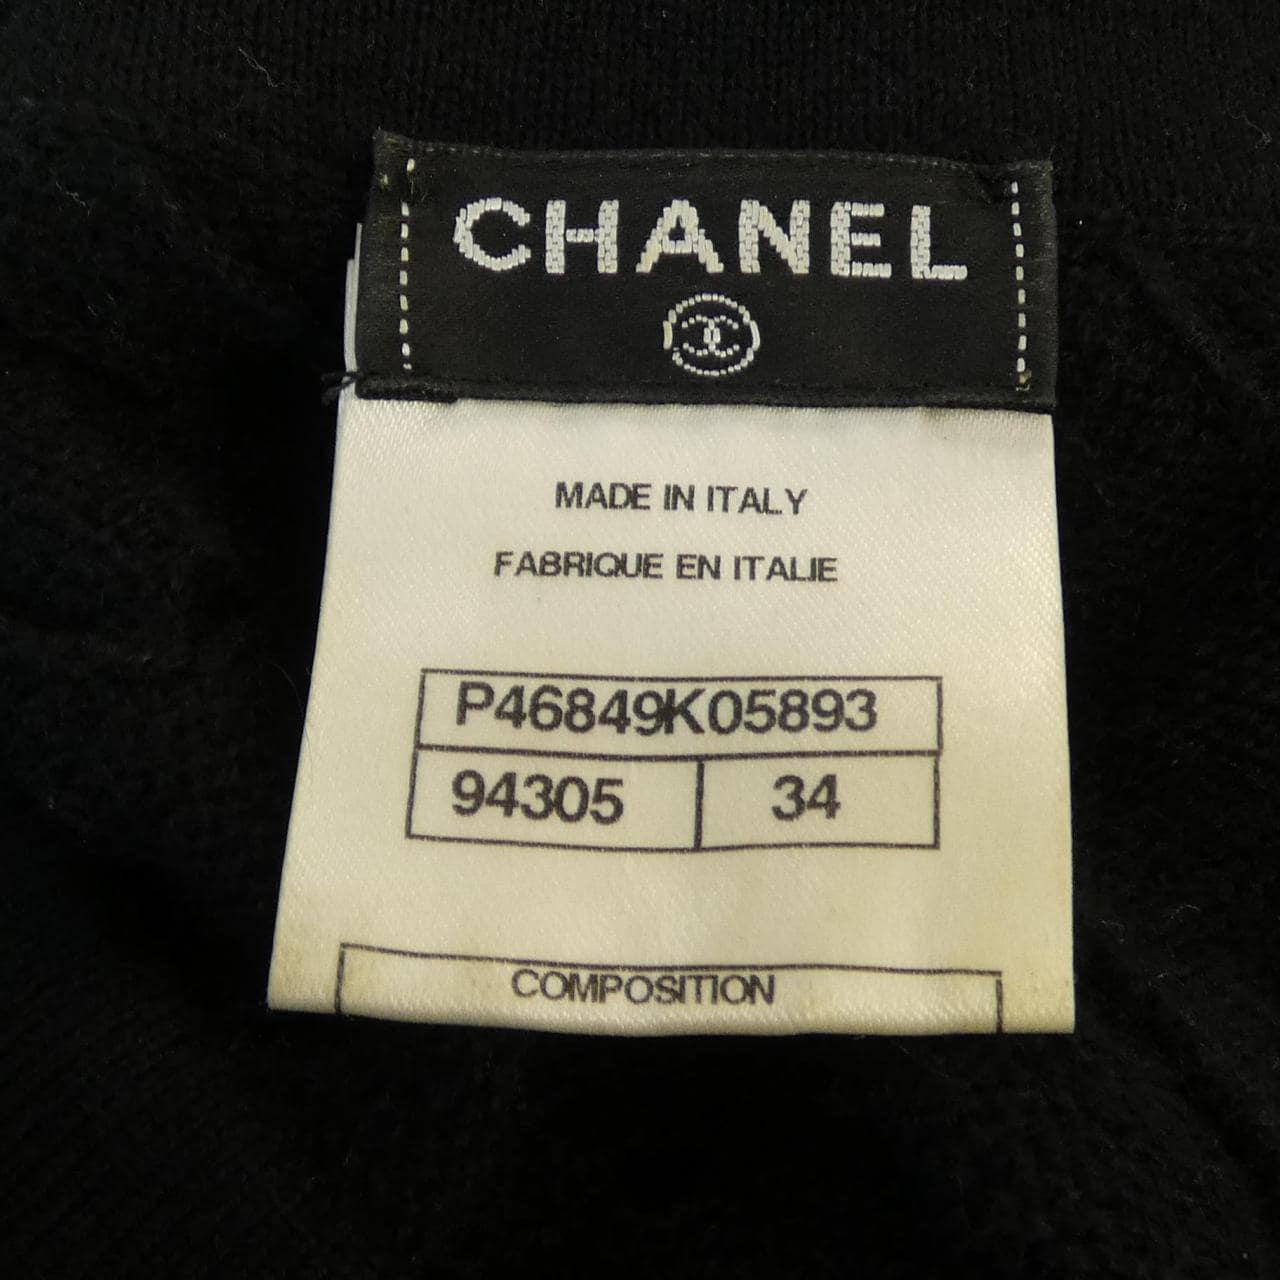 CHANEL
MADE IN ITALY
FABRIQUE EN ITALIE
P46849K05893
94305 34
COMPOSITION